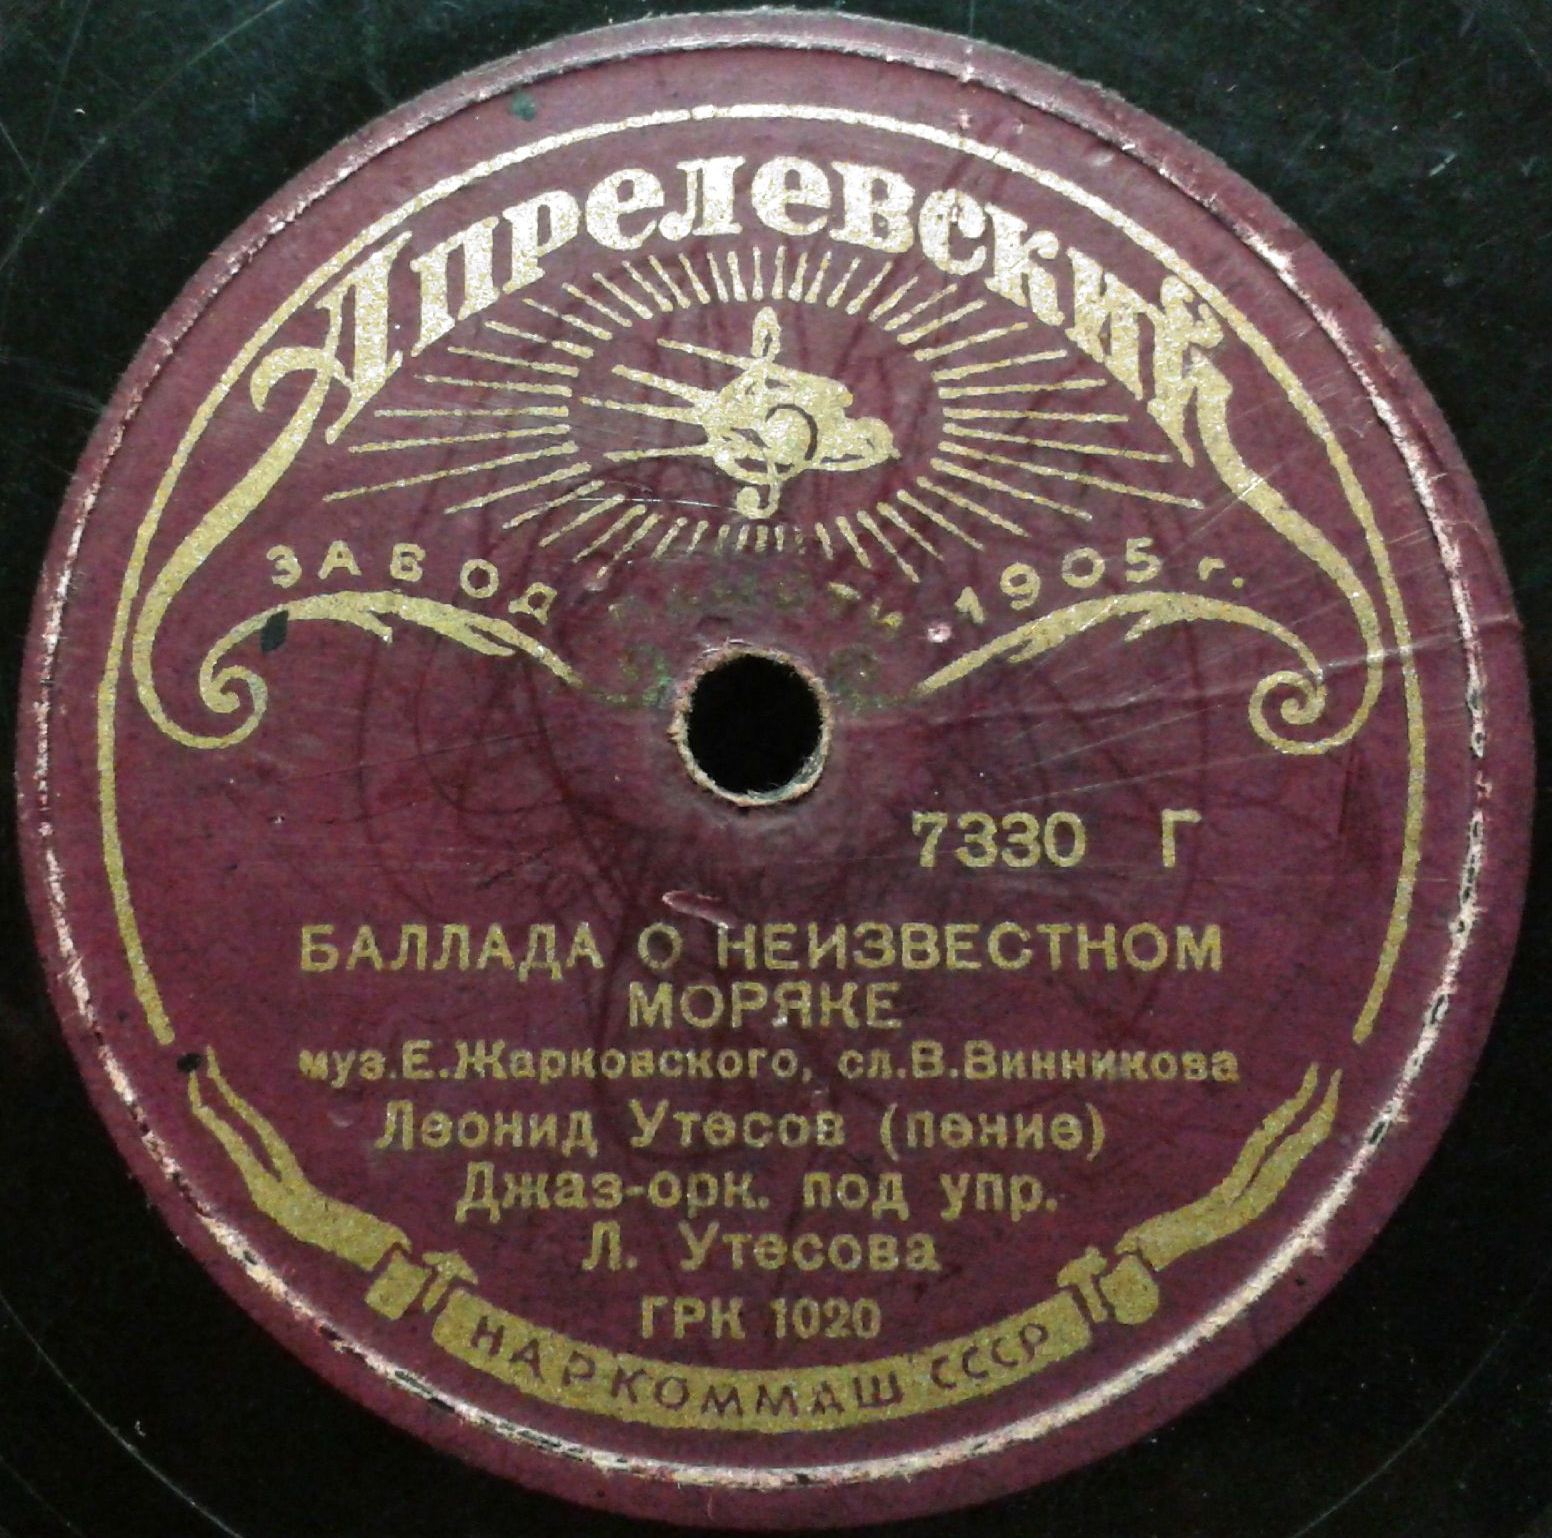 Апрелевский
ЗАВОД 1905 г.
7330 Г
БАЛЛАДА О НЕИЗВЕСТНОМ
МОРЯКЕ
муз.Е.Жарковского, сл.В.Винникова
Леонид Утесов (пение)
Джаз-орк. под упр.
Л. Утесова
ГРК 1020
НАРКОММАШ СССР